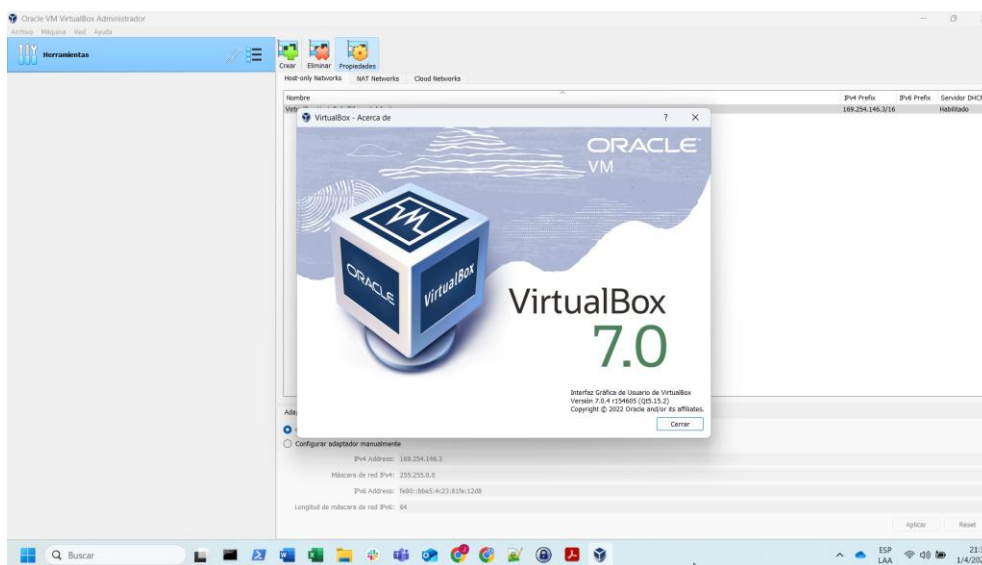 Oracle VM VirtualBox Administrador
Archivo Máquina Red Ayuda
Herramientas
Crear Eliminar Propiedades
Host-only Networks NAT Networks Cloud Networks
Nombre IPv4 Prefix IPv6 Prefix Servidor DHCP
169.254.146.3/16 Habilitado
VirtualBox - Acerca de
ORACLE
VM
ORACLE
VirtualBox
VirtualBox
7.0
Interfaz Gráfica de Usuario de VirtualBox
Versión 7.0.4 r154605 (Qt5.15.2)
Copyright © 2022 Oracle and/or its affiliates.
Cerrar
Configurar adaptador manualmente
IPv4 Address: 169.254.146.3
Máscara de red IPv4: 255.255.0.0
IPv6 Address:
Longitud de máscara de red IPv6: 64
Aplicar Reset
Buscar
ESP
LAA